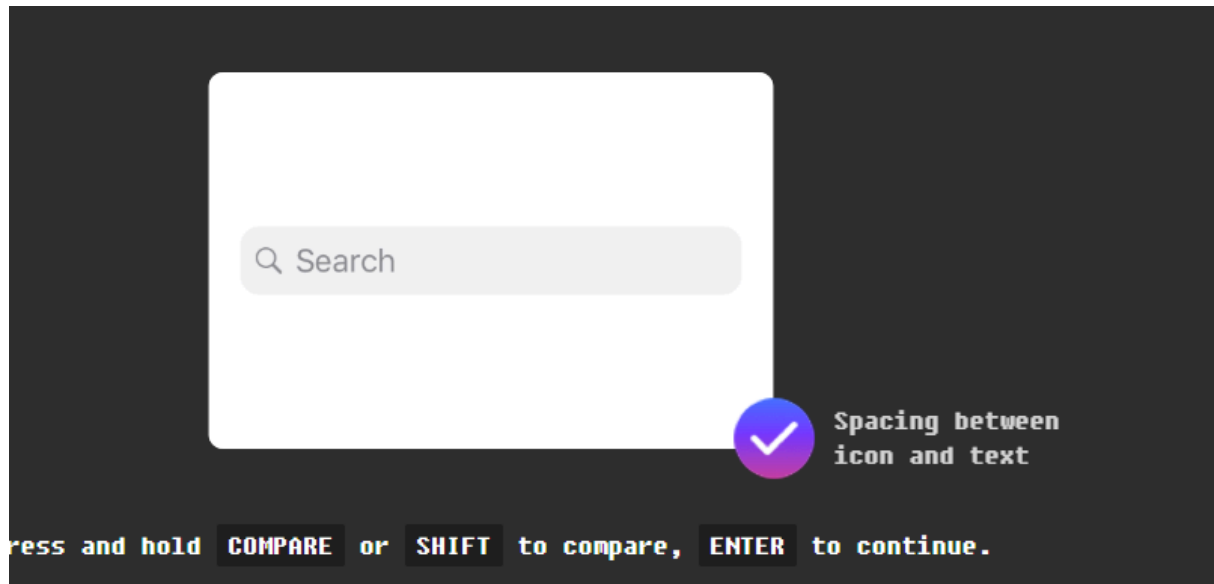 Search
Spacing between
icon and text
ress and hold COMPARE or SHIFT to compare, ENTER to continue.